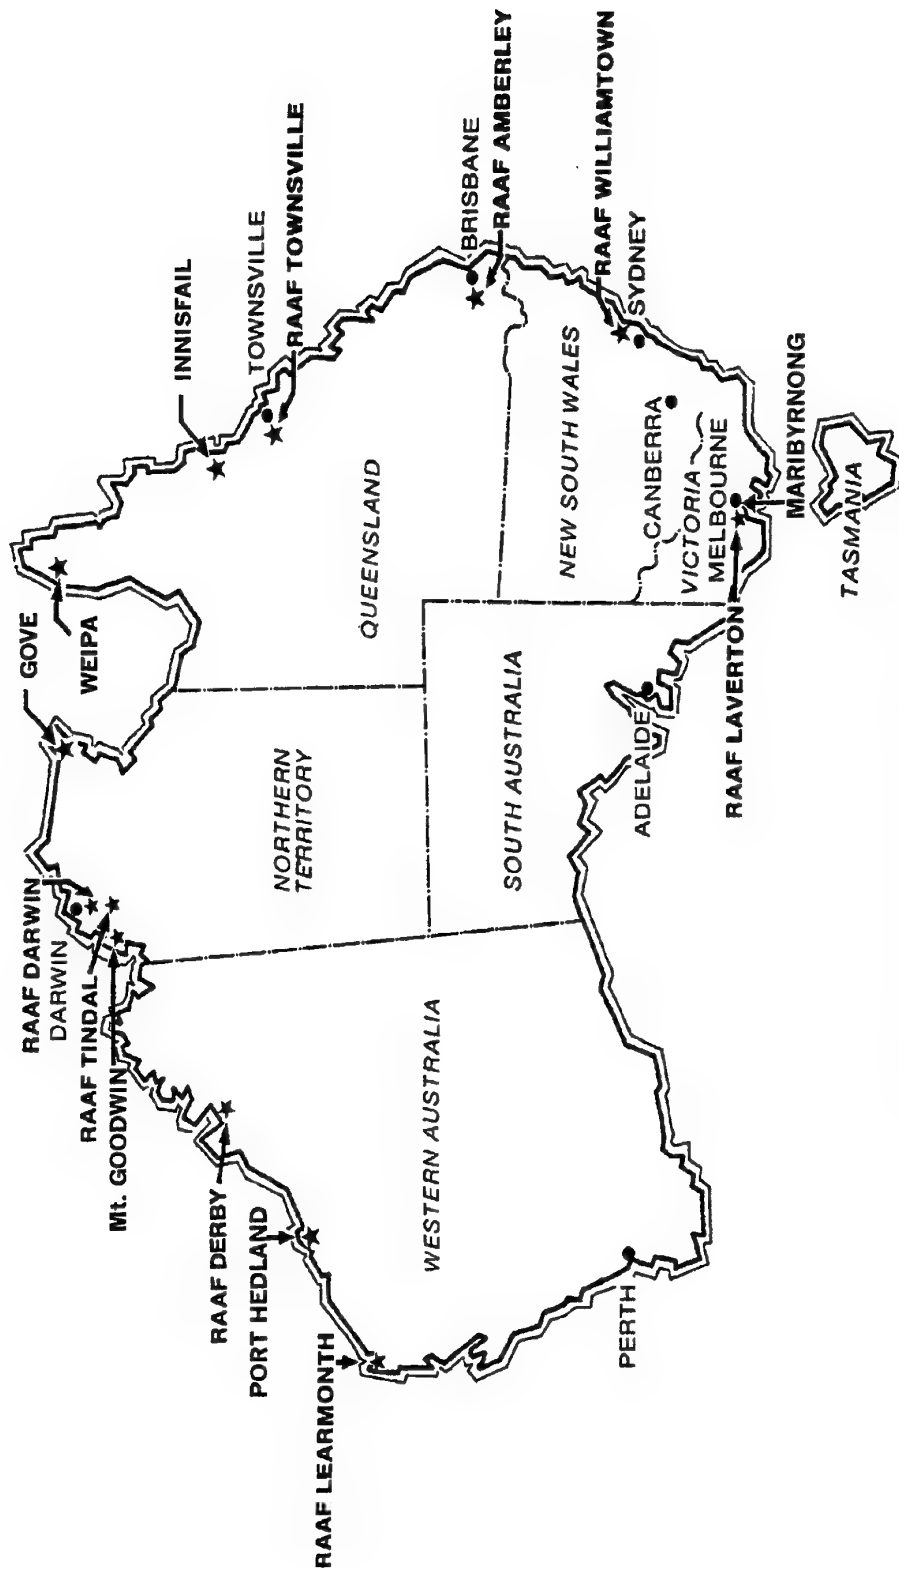 RAAF LEARMONTH
PORT HEDLAND
RAAF DERBY
Mt. GOODWIN
RAAF TINDAL
DARWIN
RAAF DARWIN
GOVE
WEIPA
INNISFAIL
TOWNSVILLE
RAAF TOWNSVILLE
NORTHERN
TERRITORY
QUEENSLAND
WESTERN AUSTRALIA
SOUTH AUSTRALIA
BRISBANE
RAAF AMBERLEY
NEW SOUTH WALES
RAAF WILLIAMTOWN
SYDNEY
PERTH
ADELAIDE
CANBERRA
VICTORIA
MELBOURNE
RAAF LAVERTON
MARIBYRNONG
TASMANIA